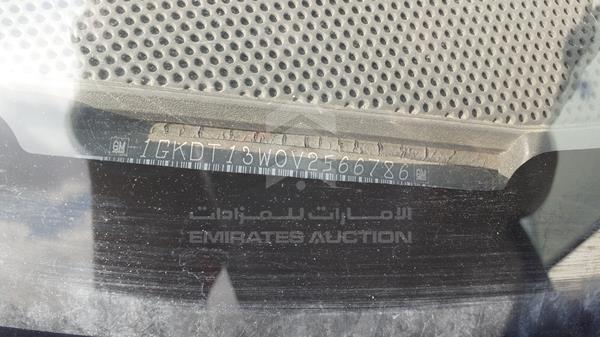 GM -1GKDT13W0V2566786 GM
الامارات للمزادات
EMIRATES AUCTION